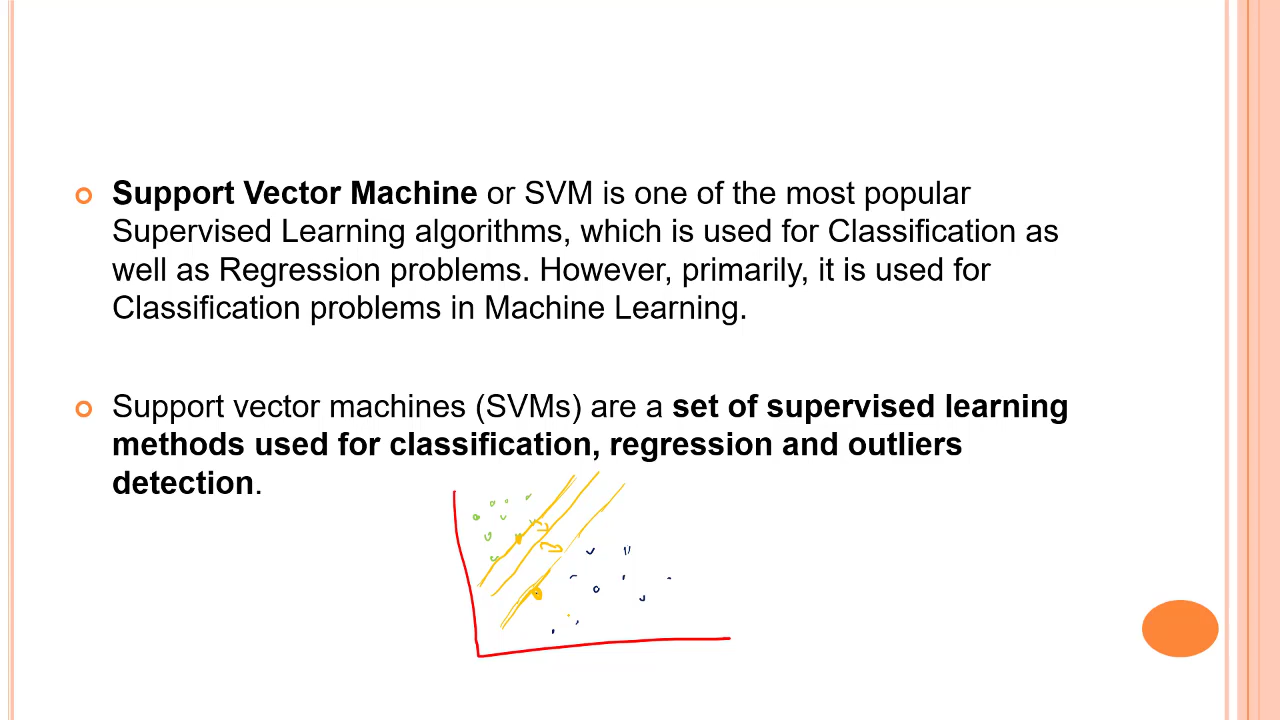 Support Vector Machine or SVM is one of the most popular
Supervised Learning algorithms, which is used for Classification as
well as Regression problems. However, primarily, it is used for
Classification problems in Machine Learning.
Support vector machines (SVMs) are a set of supervised learning
methods used for classification, regression and outliers
detection.